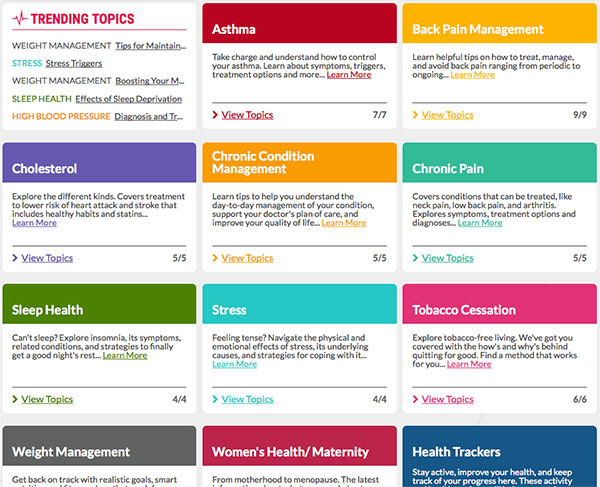 TRENDING TOPICS
WEIGHT MANAGEMENT Tips for Maintain...
STRESS Stress Triggers
WEIGHT MANAGEMENT Boosting Your M...
SLEEP HEALTH Effects of Sleep Deprivation
HIGH BLOOD PRESSURE Diagnosis and Tr...
Asthma
Take charge and understand how to control
your asthma. Learn about symptoms, triggers,
treatment options and more... Learn More
View Topics 7/7
Back Pain Management
Learn helpful tips on how to treat, manage,
and avoid back pain ranging from periodic to
ongoing... Learn More
View Topics 9/9
Cholesterol
Explore the different kinds. Covers treatment
to lower risk of heart attack and stroke that
includes healthy habits and statins...
Learn More
View Topics 5/5
Chronic Condition
Management
Learn tips to help you understand the
day-to-day management of your condition,
support your doctor's plan of care, and
improve your quality of life... Learn More
View Topics 5/5
Chronic Pain
Covers conditions that can be treated, like
neck pain, low back pain, and arthritis.
Explores symptoms, treatment options and
diagnoses... Learn More
View Topics 5/5
Sleep Health
Can't sleep? Explore insomnia, its symptoms,
related conditions, and strategies to finally
get a good night's rest... Learn More
View Topics 4/4
Stress
Feeling tense? Navigate the physical and
emotional effects of stress, its underlying
causes, and strategies for coping with it...
Learn More
View Topics 4/4
Tobacco Cessation
Explore tobacco-free living. We've got you
covered with the how's and why's behind
quitting for good. Find a method that works
for you... Learn More
View Topics 6/6
Weight Management
Get back on track with realistic goals, smart
Women's Health/ Maternity
From motherhood to menopause. The latest
Health Trackers
Stay active, improve your health, and keep
track of your progress here. These activity